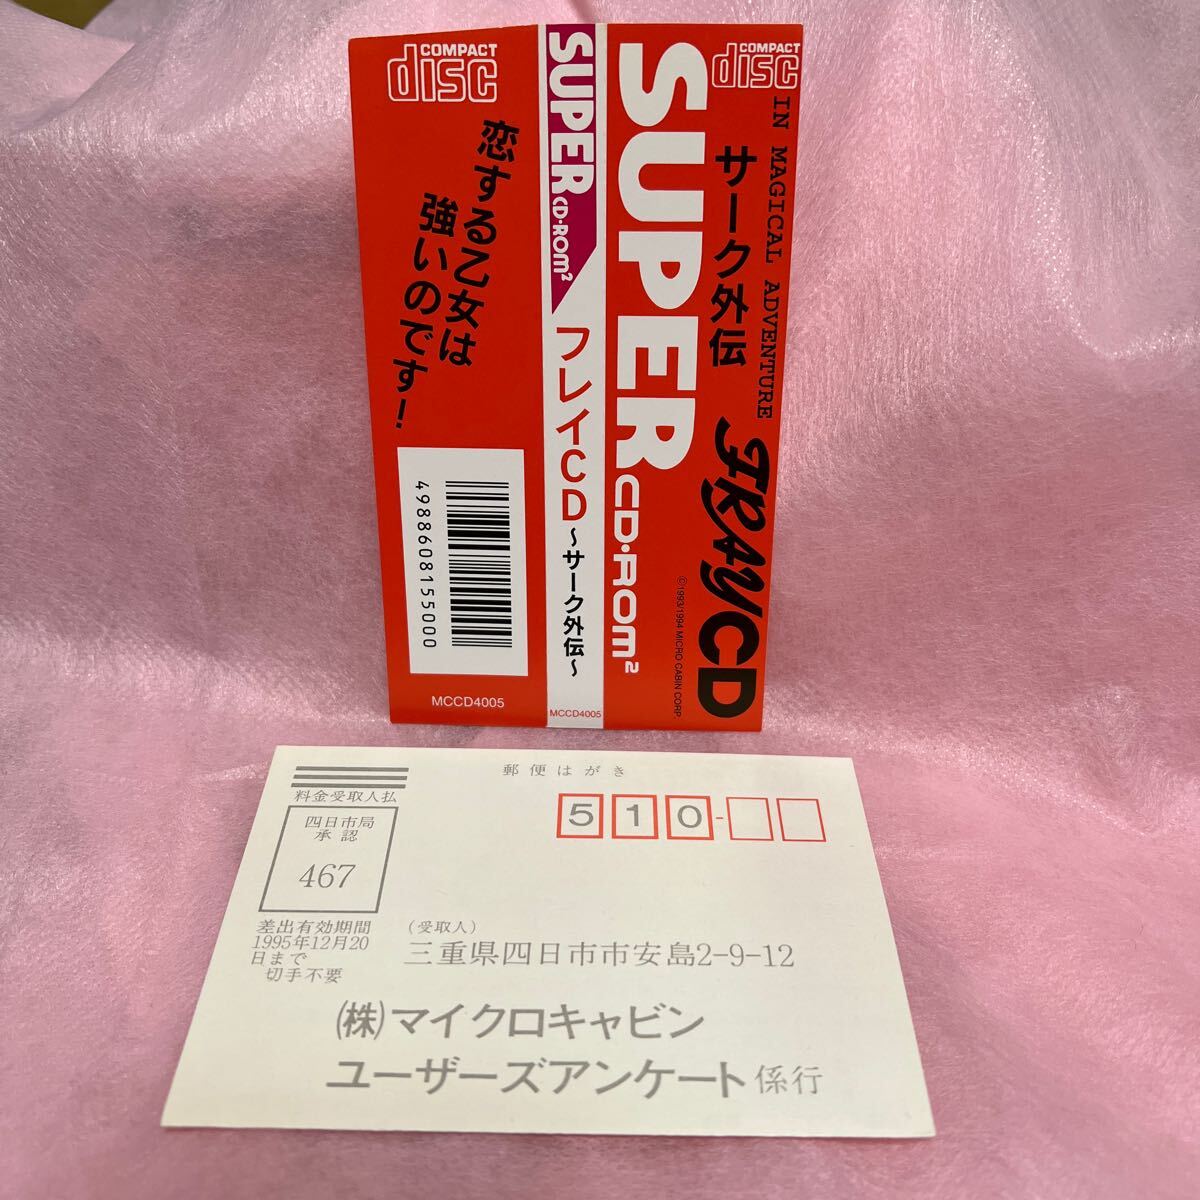 COMPACT
disc
恋する乙女は
強いのです!
4988608155000
MCCD4005
SUPER
CD·ROM²
フレイCD
～サーク外伝～
MCCD4005
COMPACT
disc
SUPER
CD·ROM²
IN MAGICAL ADVENTURE
サーク外伝
FRAY CD
©1993/1994 MICRO CABIN CORP.
郵便はがき
料金受取人払
四日市局
承認
467
差出有効期間
1995年12月20
日まで
切手不要
510-
(受取人)
三重県四日市市安島2-9-12
(株)マイクロキャビン
ユーザーズアンケート係行